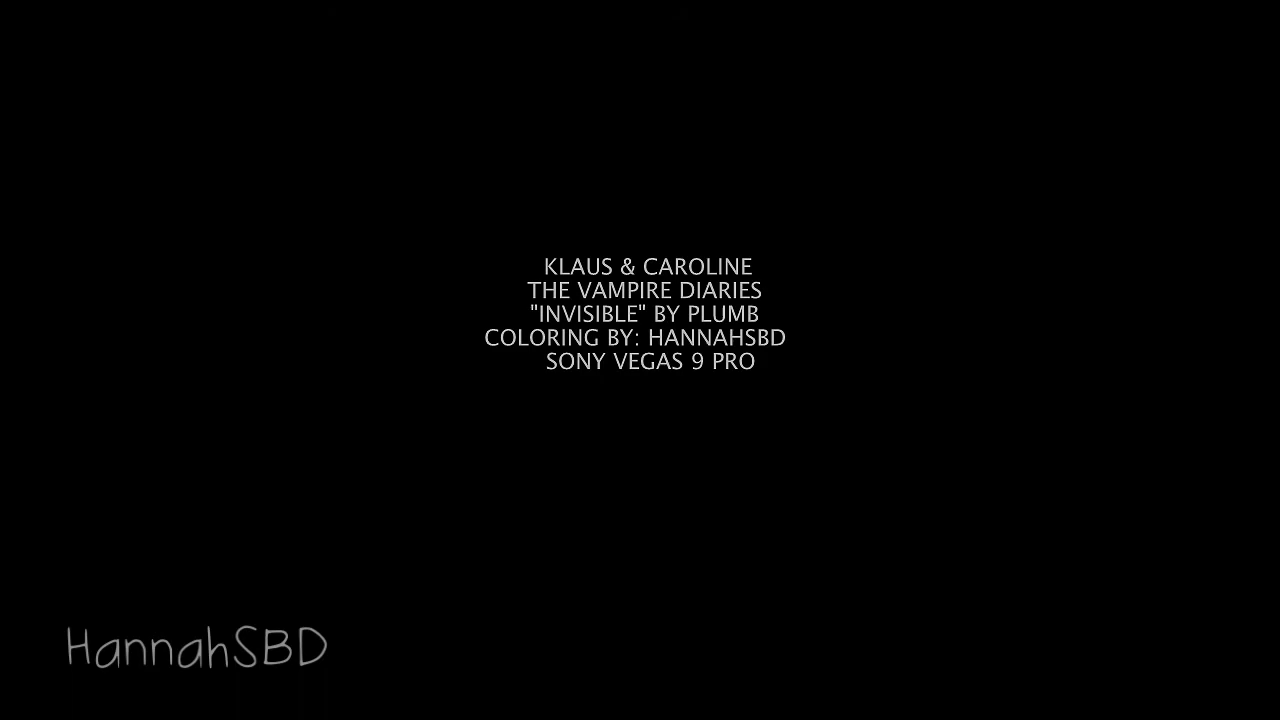 KLAUS & CAROLINE
THE VAMPIRE DIARIES
"INVISIBLE" BY PLUMB
COLORING BY: HANNAHSBD
SONY VEGAS 9 PRO
HannahSBD